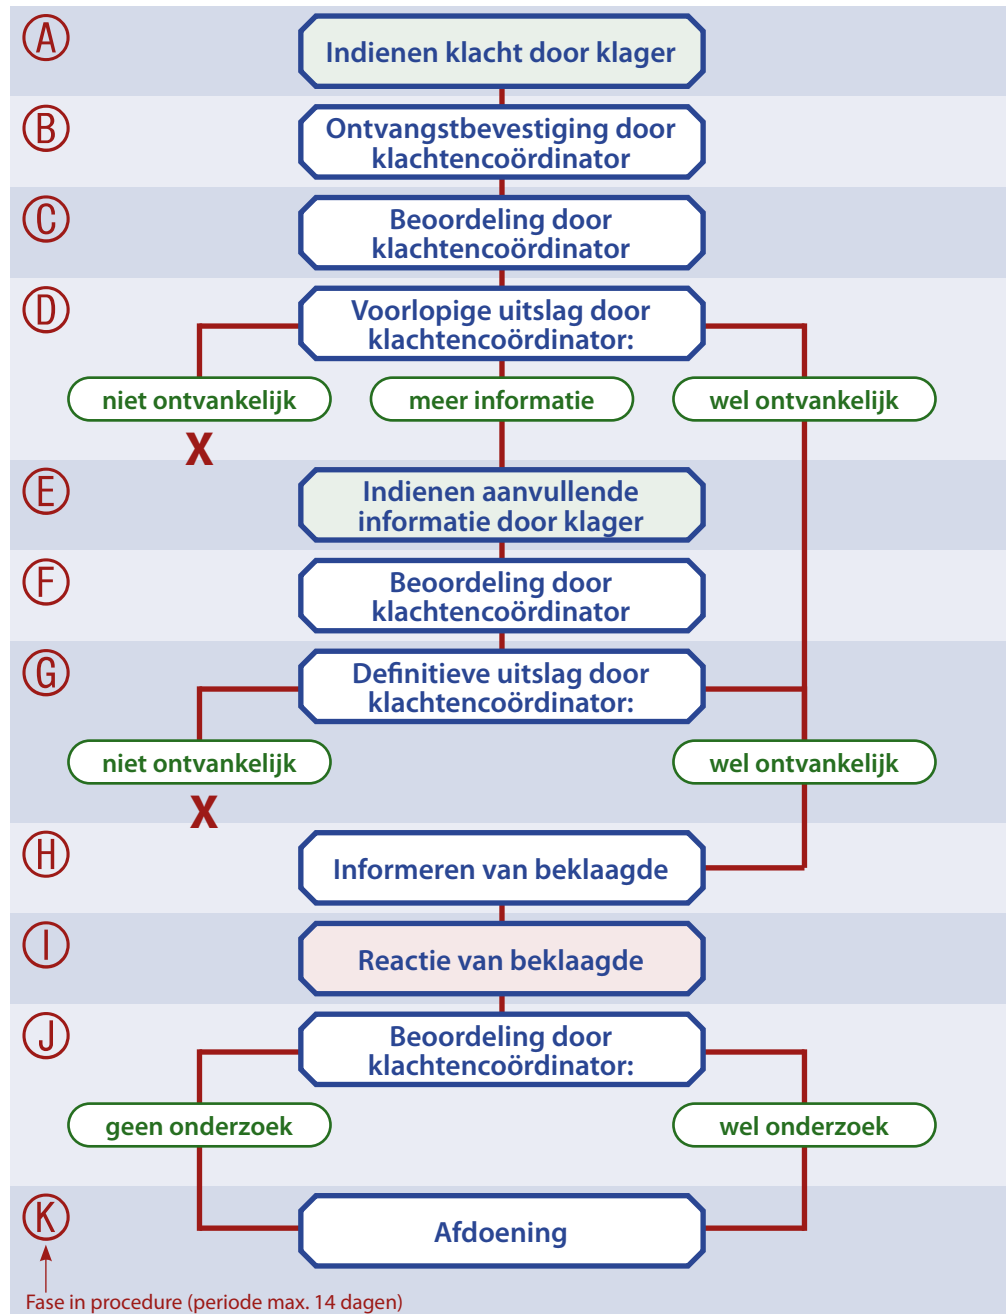 A
Indienen klacht door klager
B
Ontvangstbevestiging door
klachtencoördinator
C
Beoordeling door
klachtencoördinator
D
Voorlopige uitslag door
klachtencoördinator:
niet ontvankelijk
meer informatie
wel ontvankelijk
X
E
Indienen aanvullende
informatie door klager
F
Beoordeling door
klachtencoördinator
G
Definitieve uitslag door
klachtencoördinator:
niet ontvankelijk
wel ontvankelijk
X
H
Informeren van beklaagde
I
Reactie van beklaagde
J
Beoordeling door
klachtencoördinator:
geen onderzoek
wel onderzoek
K
Afdoening
Fase in procedure (periode max. 14 dagen)